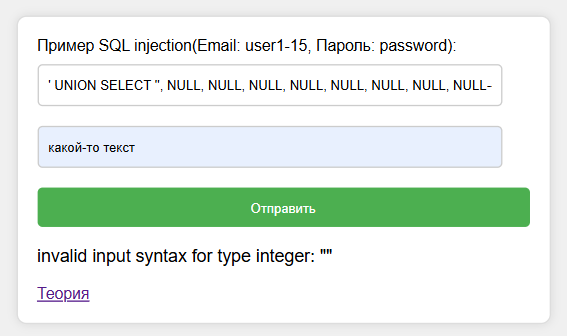 Пример SQL injection(Email: user1-15, Пароль: password):
' UNION SELECT '', NULL, NULL, NULL, NULL, NULL, NULL, NULL, NULL-
какой-то текст
Отправить
invalid input syntax for type integer: ""
Теория